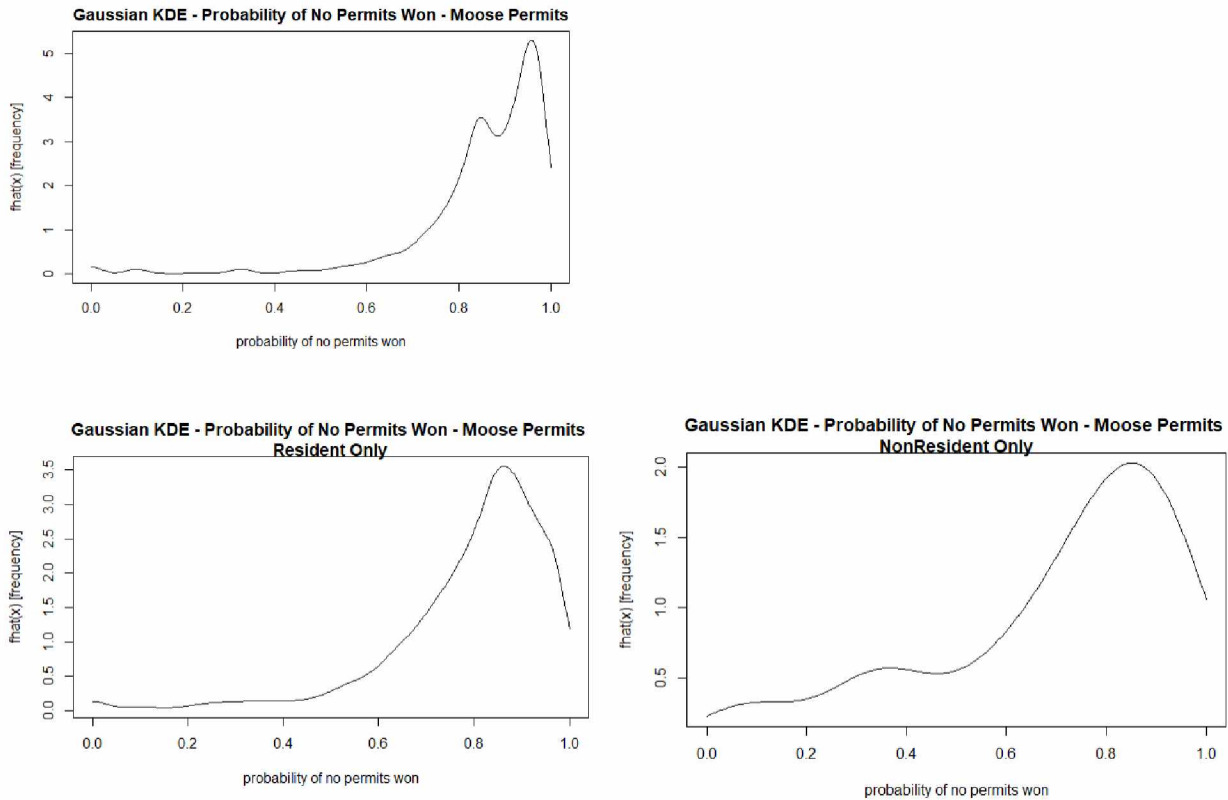 Gaussian KDE - Probability of No Permits Won - Moose Permits
fhat(x) [frequency]
5
4
3
2
1
0
0.0 0.2 0.4 0.6 0.8 1.0
probability of no permits won
Gaussian KDE - Probability of No Permits Won - Moose Permits
Resident Only
fhat(x) [frequency]
3.5
3.0
2.5
2.0
1.5
1.0
0.5
0.0
0.0 0.2 0.4 0.6 0.8 1.0
probability of no permits won
Gaussian KDE - Probability of No Permits Won - Moose Permits
NonResident Only
fhat(x) [frequency]
2.0
1.5
1.0
0.5
0.0 0.2 0.4 0.6 0.8 1.0
probability of no permits won